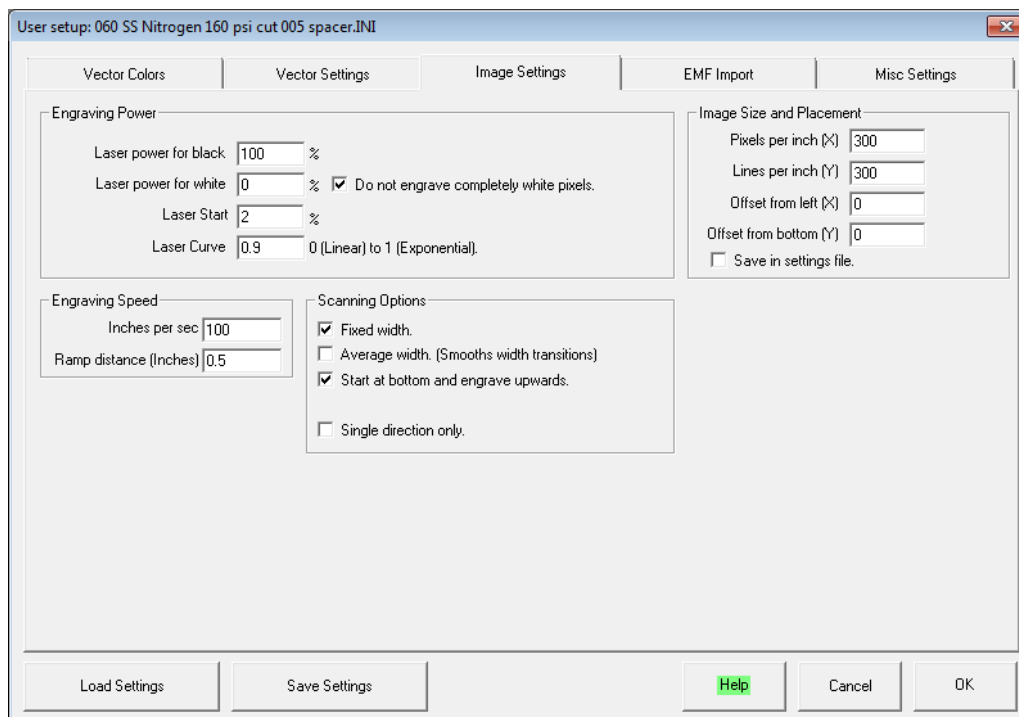 User setup: 060 SS Nitrogen 160 psi cut 005 spacer.INI
Vector Colors
Vector Settings
Image Settings
EMF Import
Misc Settings
Engraving Power
Laser power for black 100 %
Laser power for white 0 % Do not engrave completely white pixels.
Laser Start 2 %
Laser Curve 0.9 0 (Linear) to 1 (Exponential).
Image Size and Placement
Pixels per inch (X) 300
Lines per inch (Y) 300
Offset from left (X) 0
Offset from bottom (Y) 0
Save in settings file.
Engraving Speed
Inches per sec 100
Ramp distance (Inches) 0.5
Scanning Options
Fixed width.
Average width. (Smooths width transitions)
Start at bottom and engrave upwards.
Single direction only.
Load Settings
Save Settings
Help
Cancel
OK